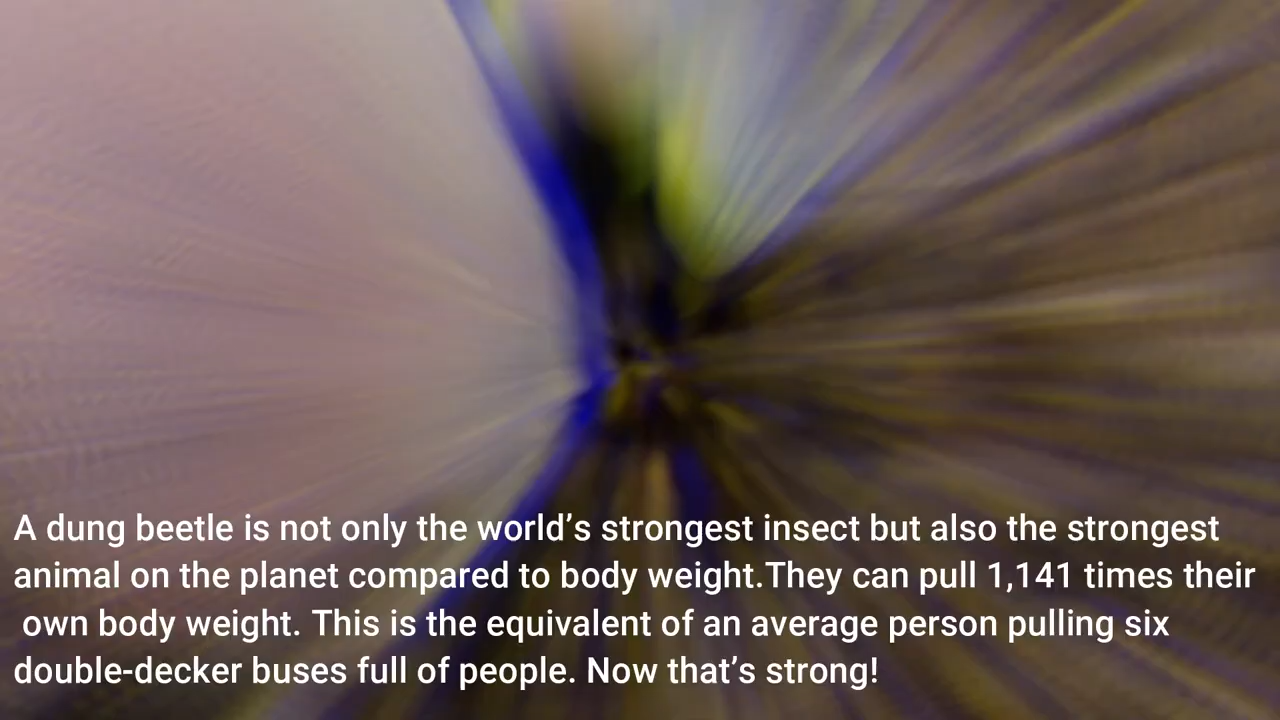 A dung beetle is not only the world’s strongest insect but also the strongest
animal on the planet compared to body weight.They can pull 1,141 times their
own body weight. This is the equivalent of an average person pulling six
double-decker buses full of people. Now that’s strong!